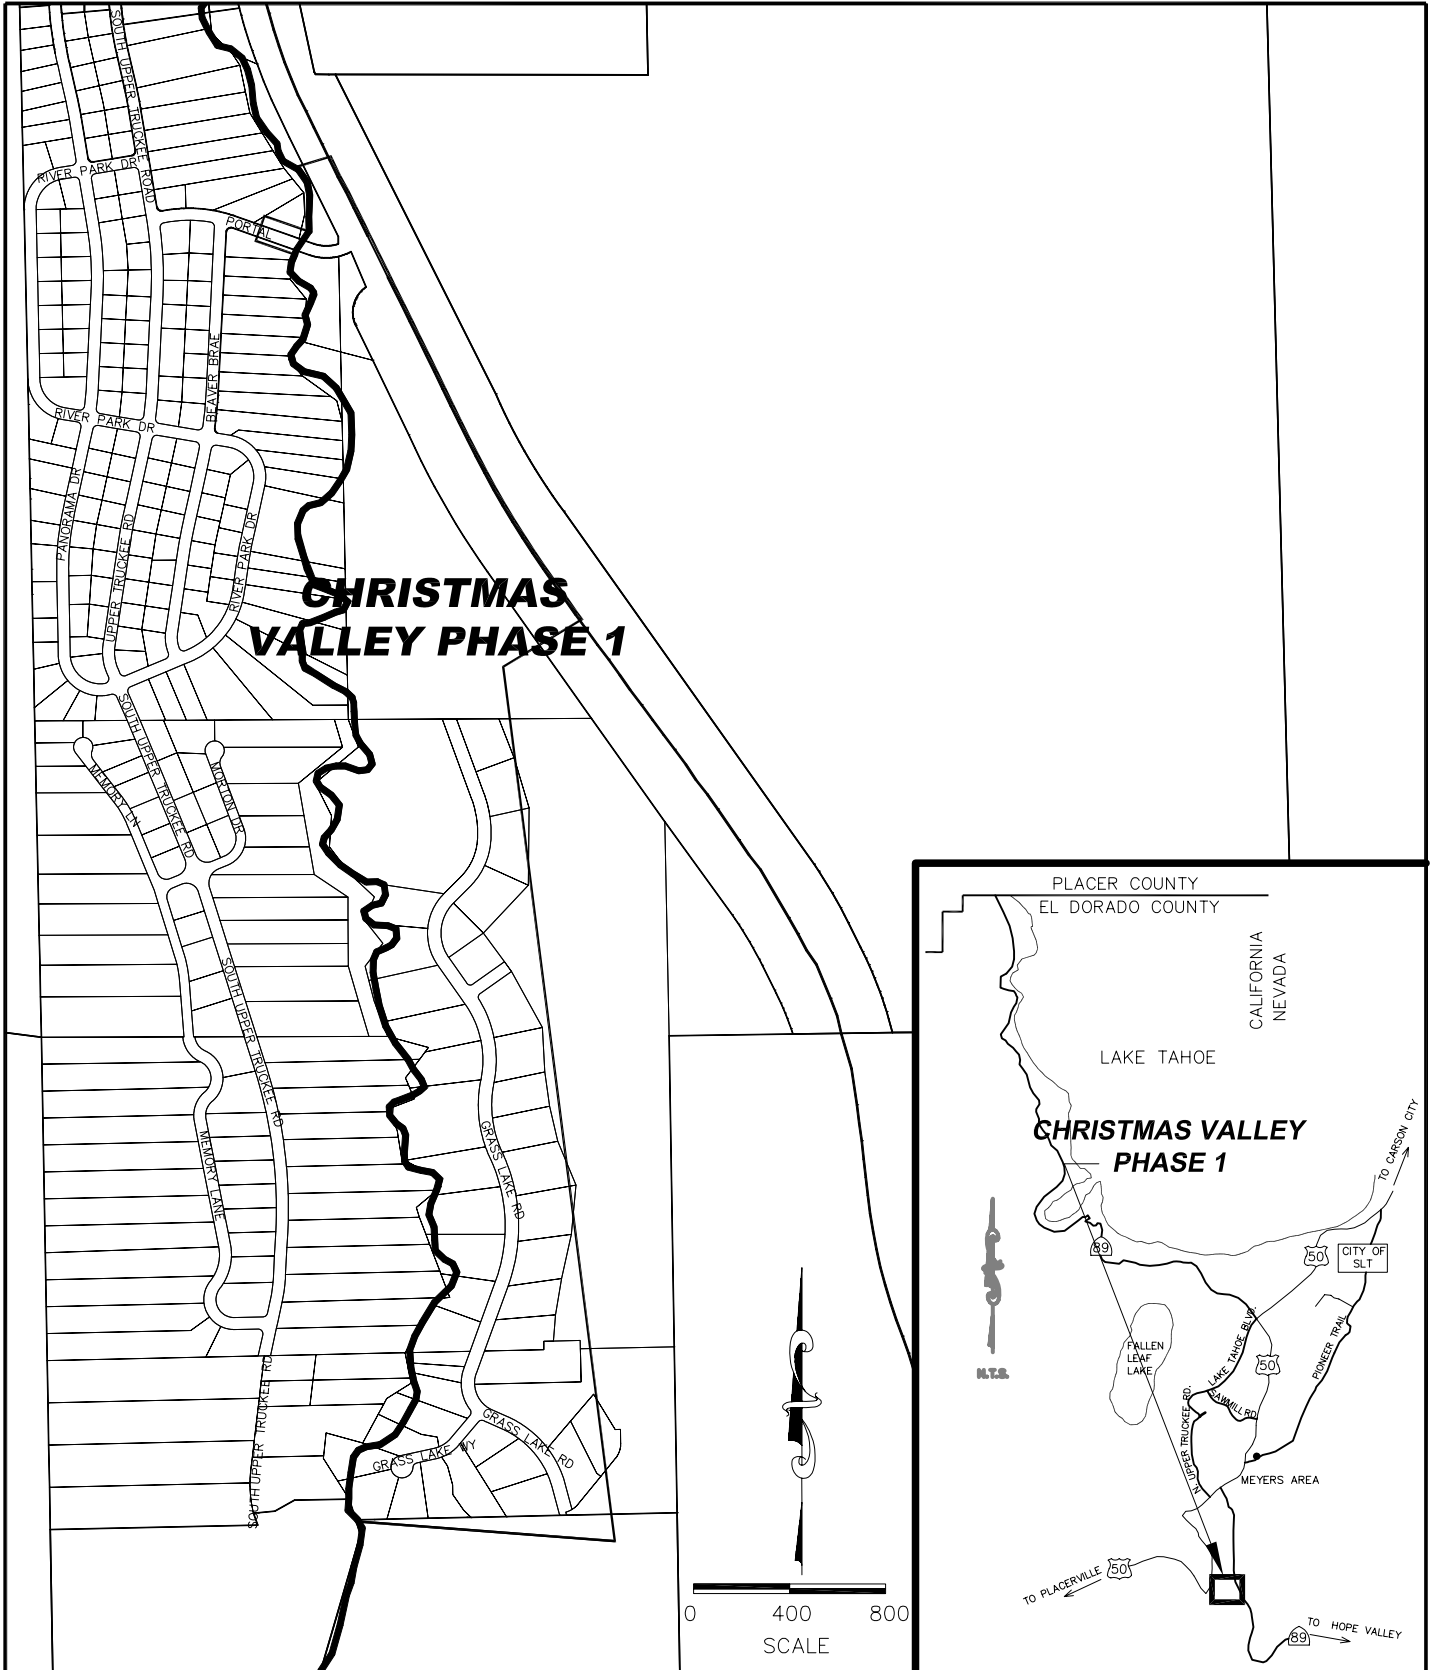 SOUTH UPPER TRUCKEE ROAD
RIVER PARK DR
PORTAL
BEAVER BRAE
RIVER PARK DR
PANORAMA DR
UPPER TRUCKEE RD
RIVER PARK DR
CHRISTMAS
VALLEY PHASE 1
SOUTH UPPER TRUCKEE RD
MEMORY LN
MORTON DR
SOUTH UPPER TRUCKEE RD
MEMORY LANE
GRASS LAKE RD
SOUTH UPPER TRUCKEE RD
GRASS LAKE WY
GRASS LAKE RD
0 400 800
SCALE
PLACER COUNTY
EL DORADO COUNTY
CALIFORNIA
NEVADA
LAKE TAHOE
CHRISTMAS VALLEY
PHASE 1
TO CARSON CITY
N.T.S.
89
50
CITY OF
SLT
FALLEN
LEAF
LAKE
LAKE TAHOE BLVD.
50
PIONEER TRAIL
SAWMILL RD
N. UPPER TRUCKEE RD.
MEYERS AREA
TO PLACERVILLE
50
89
TO HOPE VALLEY